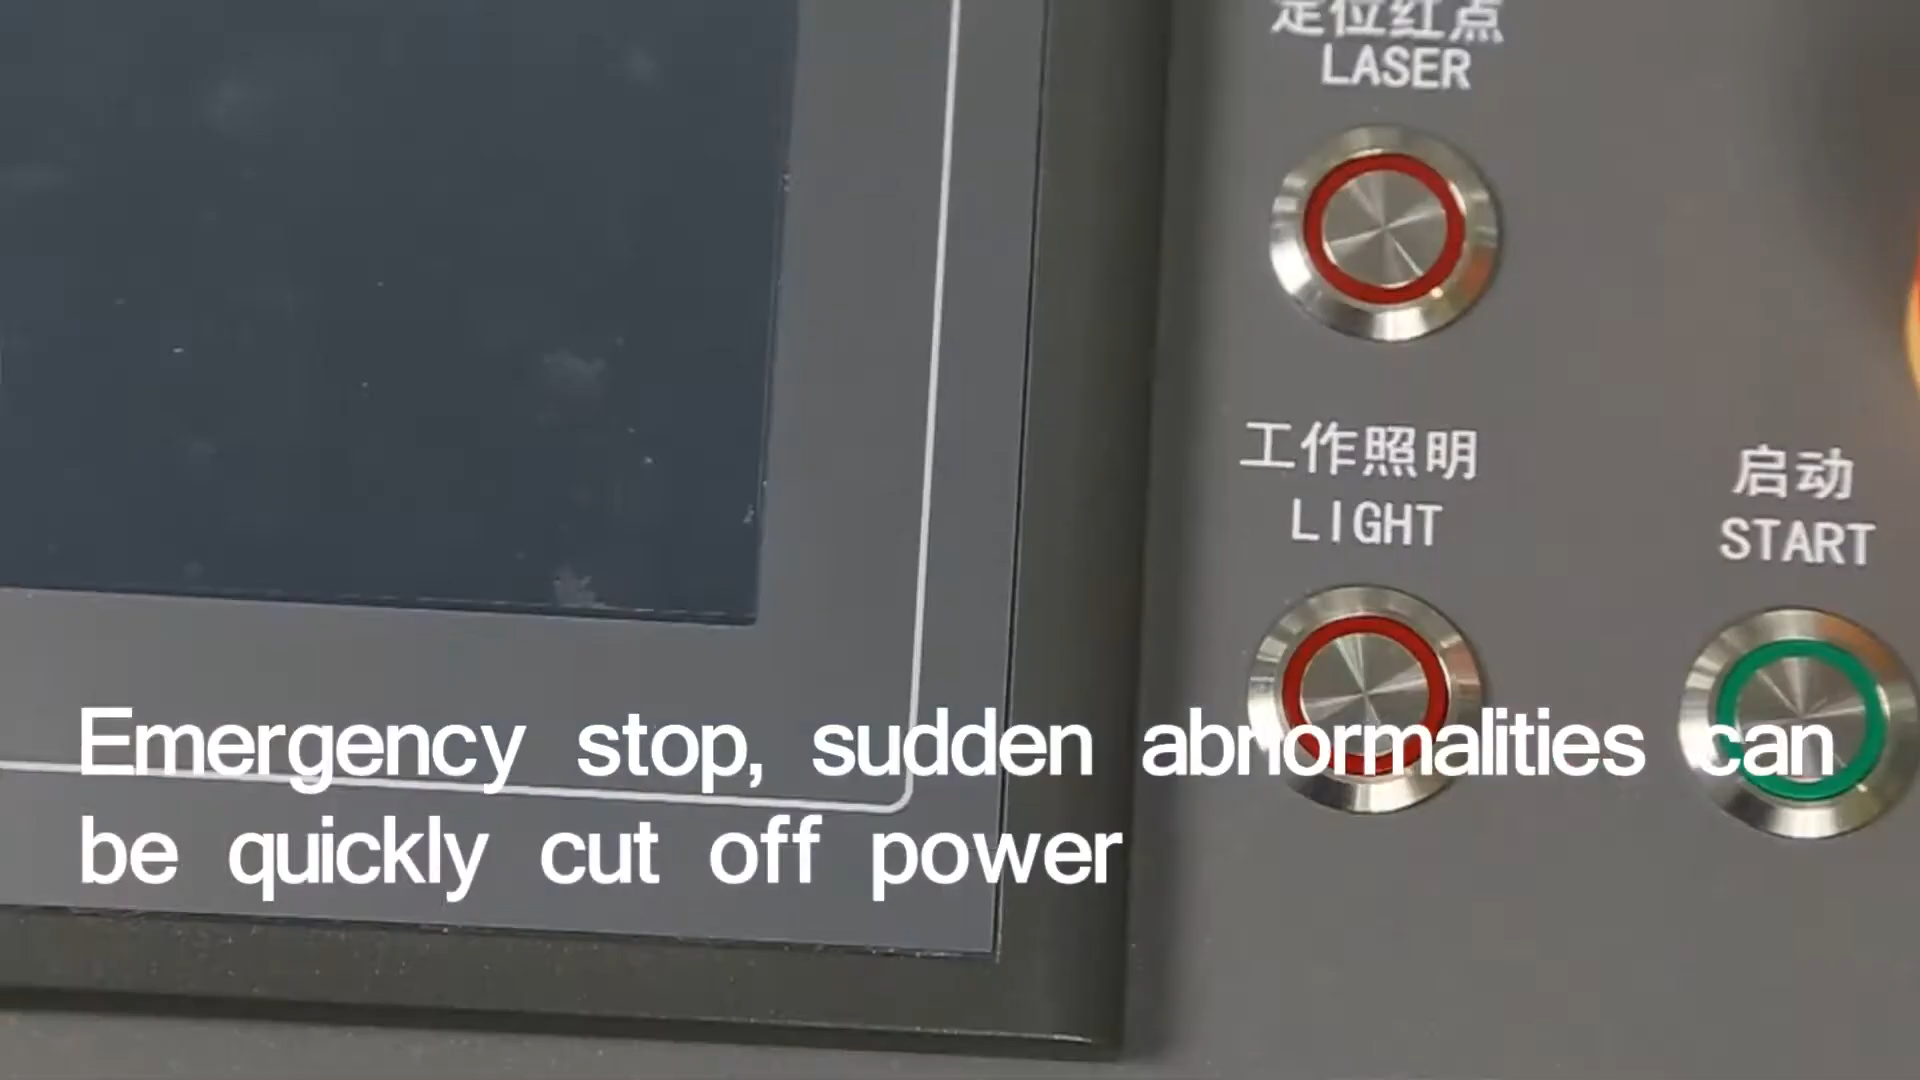 定位红点
LASER
工作照明
LIGHT
启动
START
Emergency stop, sudden abnormalities can
be quickly cut off power